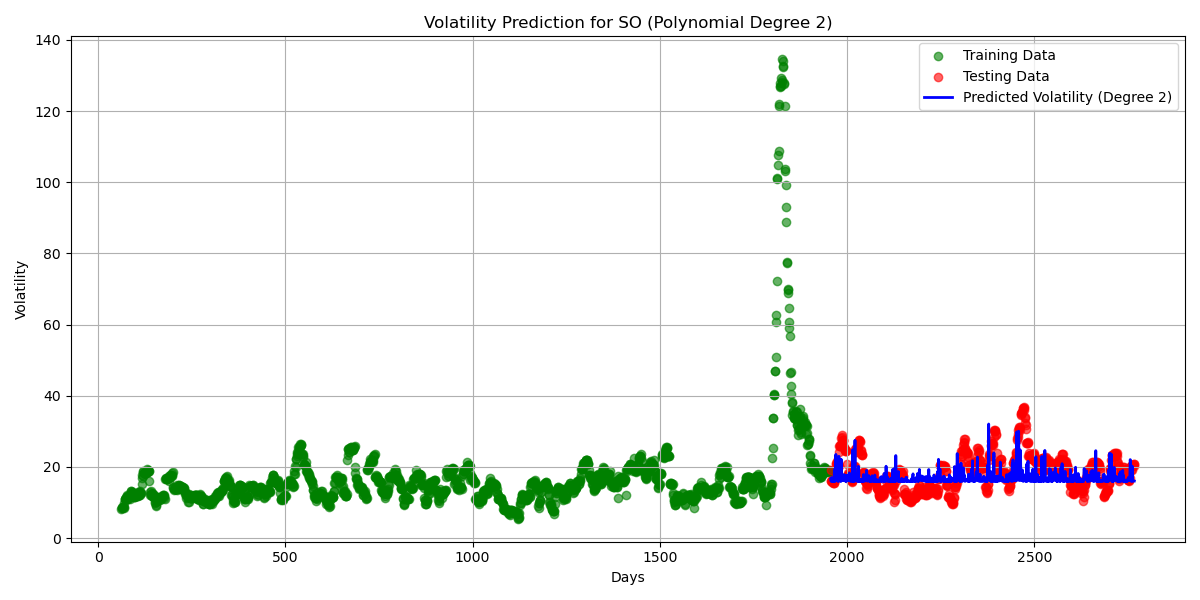 Volatility Prediction for SO (Polynomial Degree 2)
Training Data
Testing Data
Predicted Volatility (Degree 2)
140
120
100
80
60
40
20
0
Volatility
0 500 1000 1500 2000 2500
Days